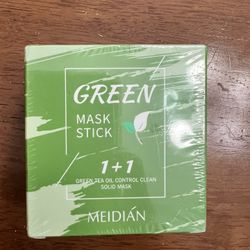 GREEN
MASK
STICK
1+1
GREEN TEA OIL CONTROL CLEAN
SOLID MASK
MEIDIÁN